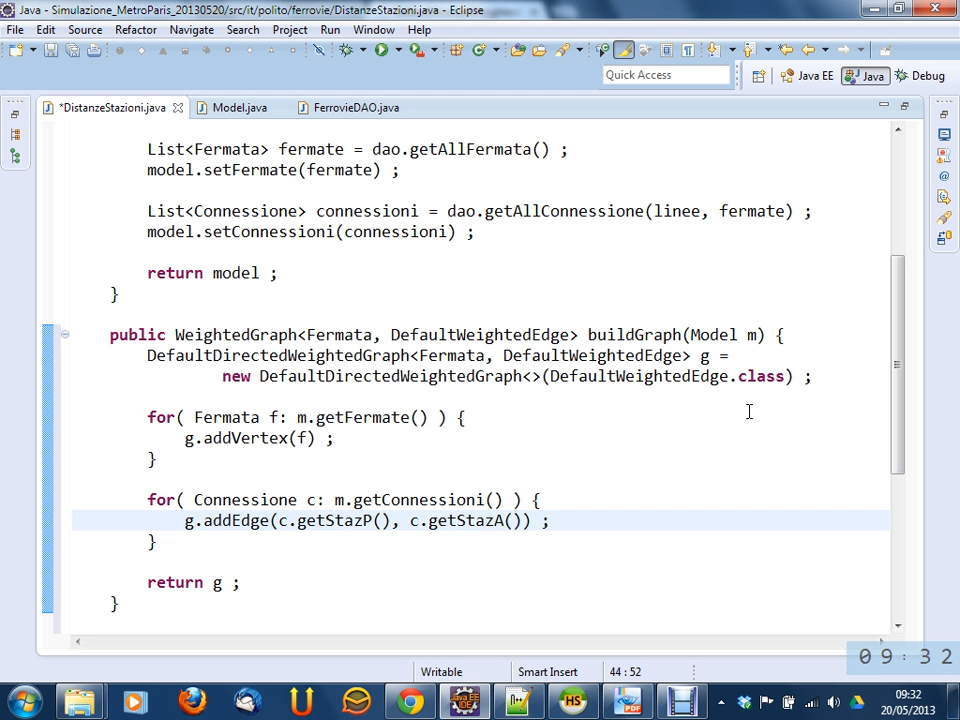 Java - Simulazione_MetroParis_20130520/src/it/polito/ferrovie/DistanzeStazioni.java - Eclipse
File Edit Source Refactor Navigate Search Project Run Window Help
Quick Access
Java EE Java Debug
*DistanzeStazioni.java Model.java FerrovieDAO.java
List<Fermata> fermate = dao.getAllFermata() ;
model.setFermate(fermate) ;
List<Connessione> connessioni = dao.getAllConnessione(linee, fermate) ;
model.setConnessioni(connessioni) ;
return model ;
}
public WeightedGraph<Fermata, DefaultWeightedEdge> buildGraph(Model m) {
DefaultDirectedWeightedGraph<Fermata, DefaultWeightedEdge> g =
new DefaultDirectedWeightedGraph<>(DefaultWeightedEdge.class) ;
for( Fermata f: m.getFermate() ) {
g.addVertex(f) ;
}
for( Connessione c: m.getConnessioni() ) {
g.addEdge(c.getStazP(), c.getStazA()) ;
}
return g ;
}
09:32
Writable Smart Insert 44 : 52
09:32
20/05/2013